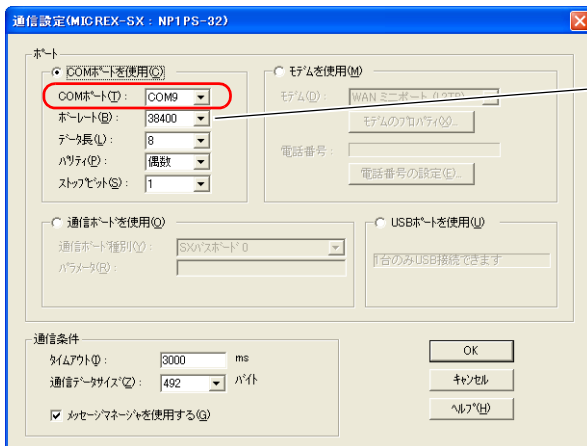 通信設定(MICREX-SX : NP1PS-32)
ポート
COMポートを使用(C)
COMポート(T) : COM9
ボーレート(B) : 38400
データ長(L) : 8
パリティ(P) : 偶数
ストップビット(S) : 1
モデムを使用(M)
モデム(D) : WAN ミニポート (L2TP)
モデムのプロパティ(X)...
電話番号 :
電話番号の設定(E)...
通信ボードを使用(O)
通信ボード種別(Y) : SXバスボード 0
パラメータ(R) :
USBポートを使用(U)
1台のみUSB接続できます
通信条件
タイムアウト(I) : 3000 ms
通信データサイズ(Z) : 492 バイト
メッセージマネージャを使用する(G)
OK
キャンセル
ヘルプ(H)